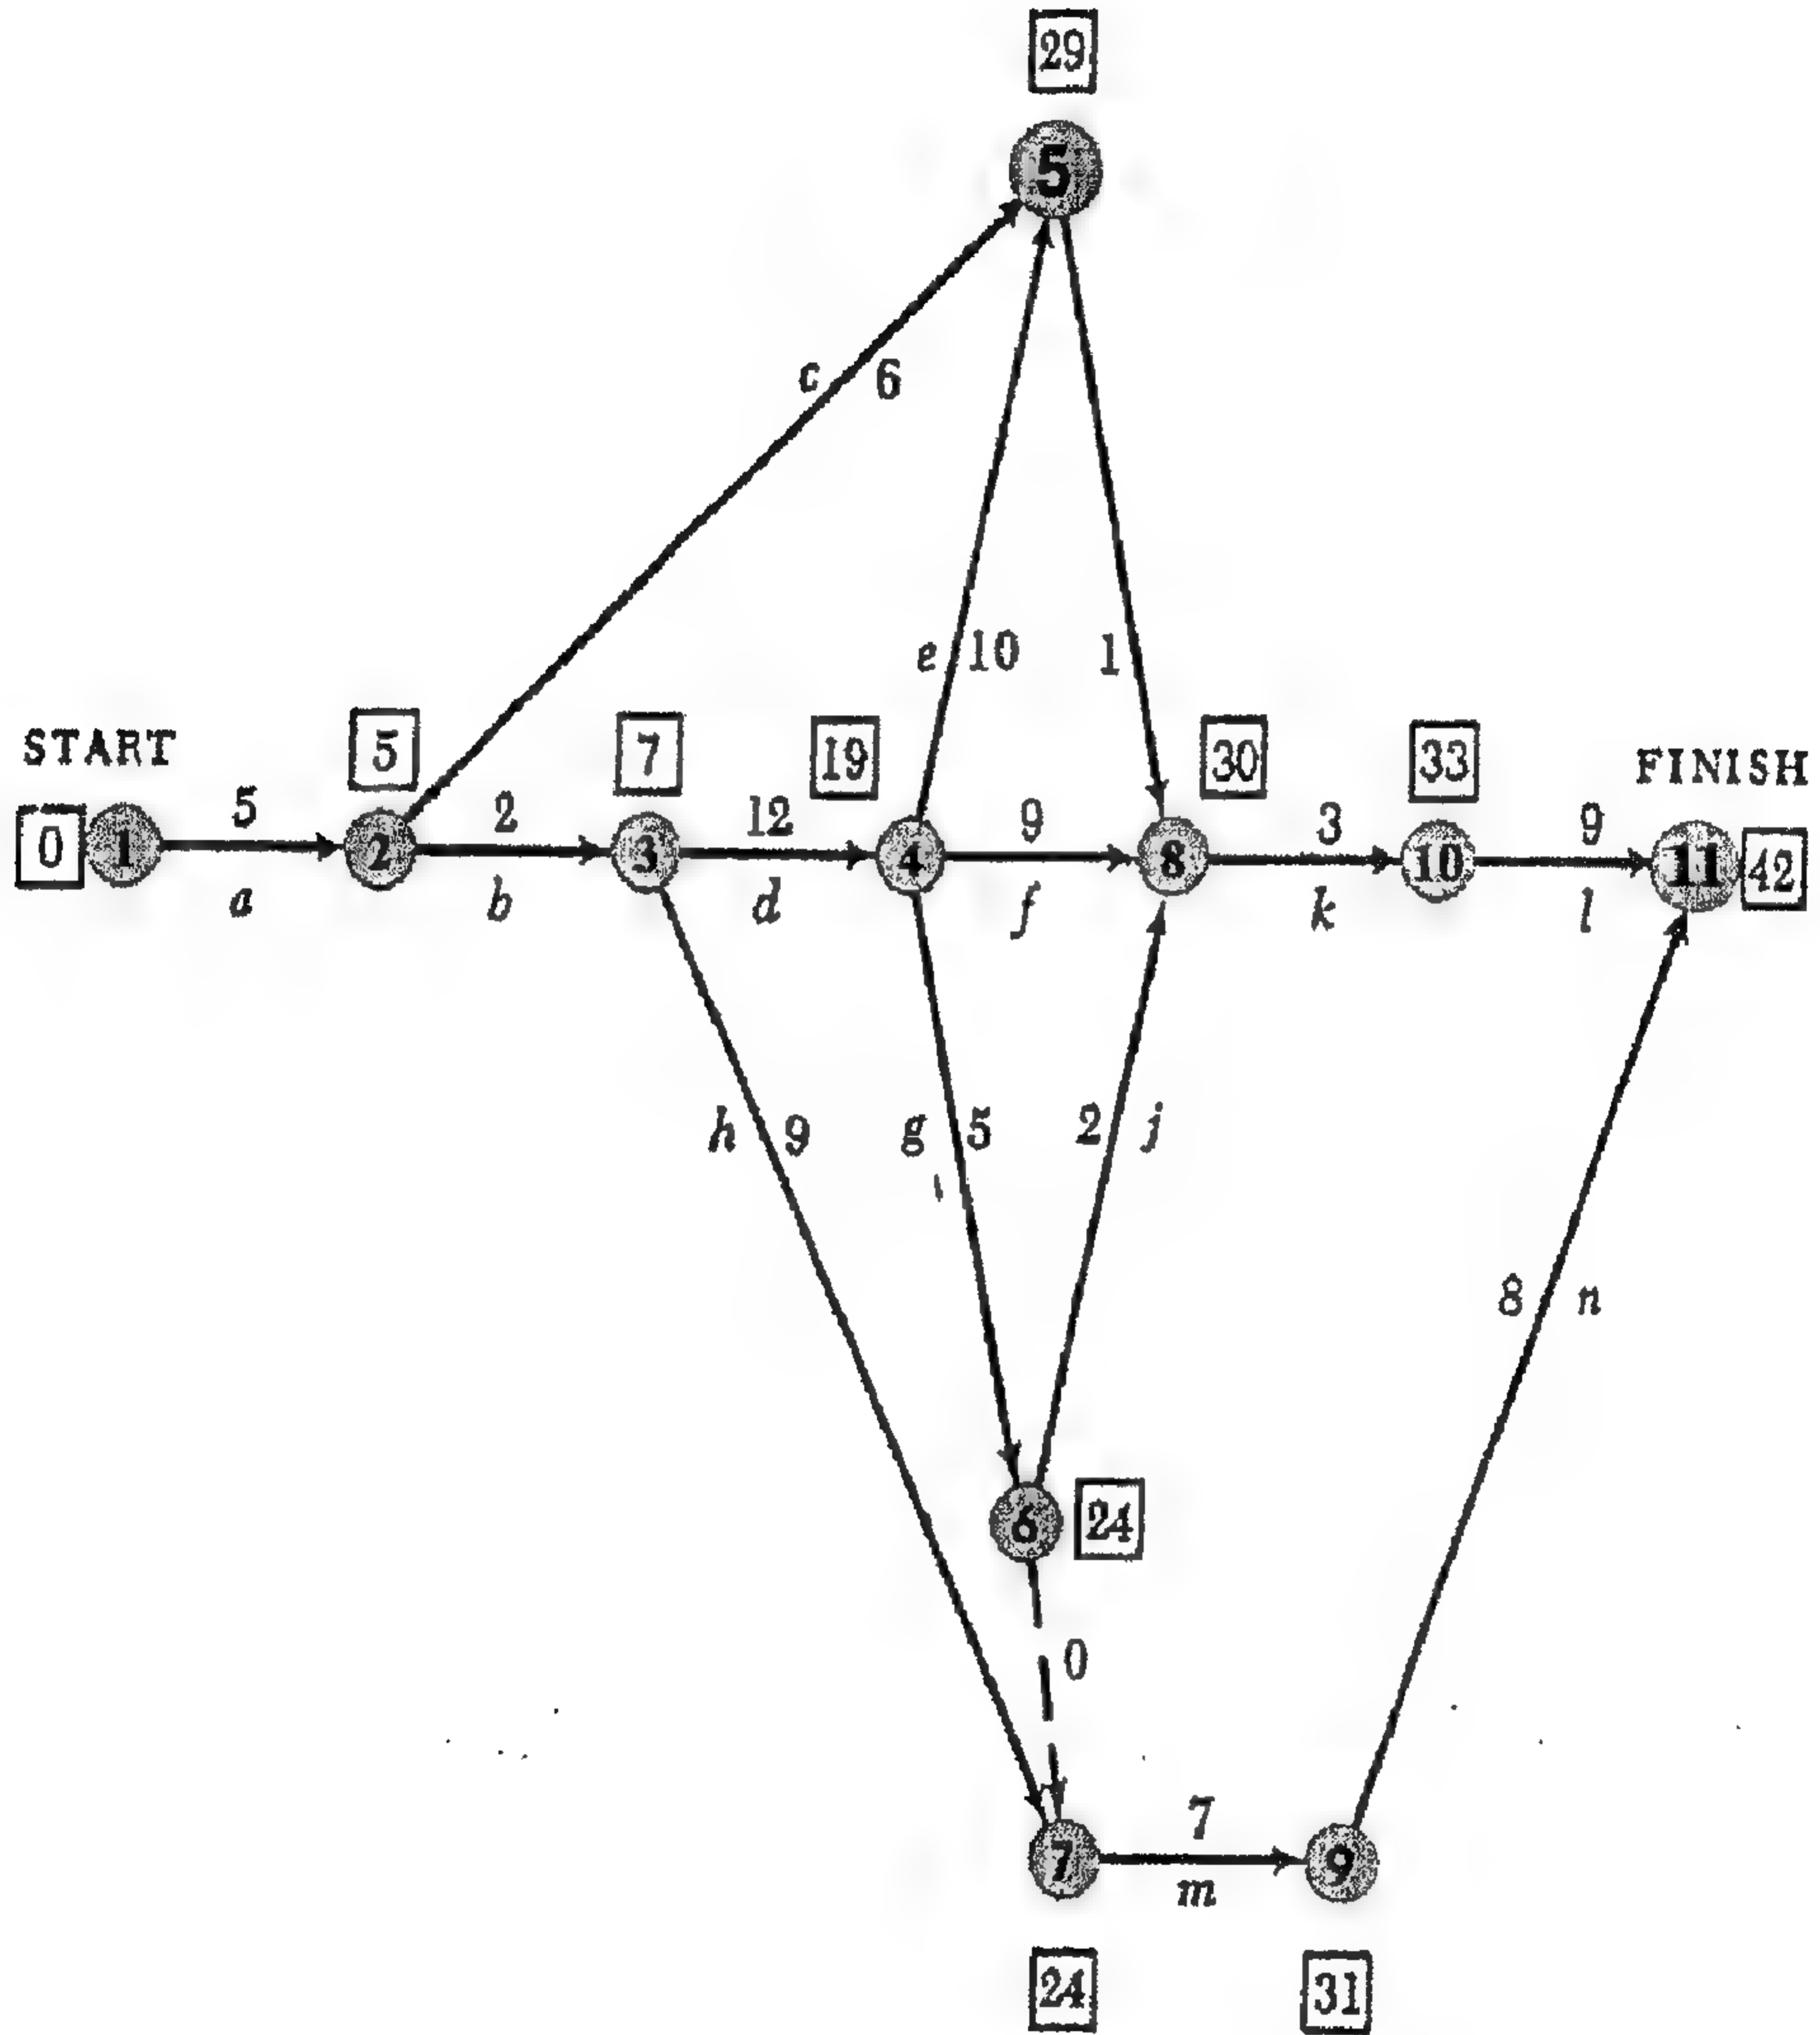 29
5
c 6
e 10 1
START 5 7 19 30 33 FINISH
5 2 12 9 3 9
0 1 2 3 4 8 10 11 42
a b d f k l
h 9 g 5 2 j
8 n
6 24
0
7
7 9
m
24 31